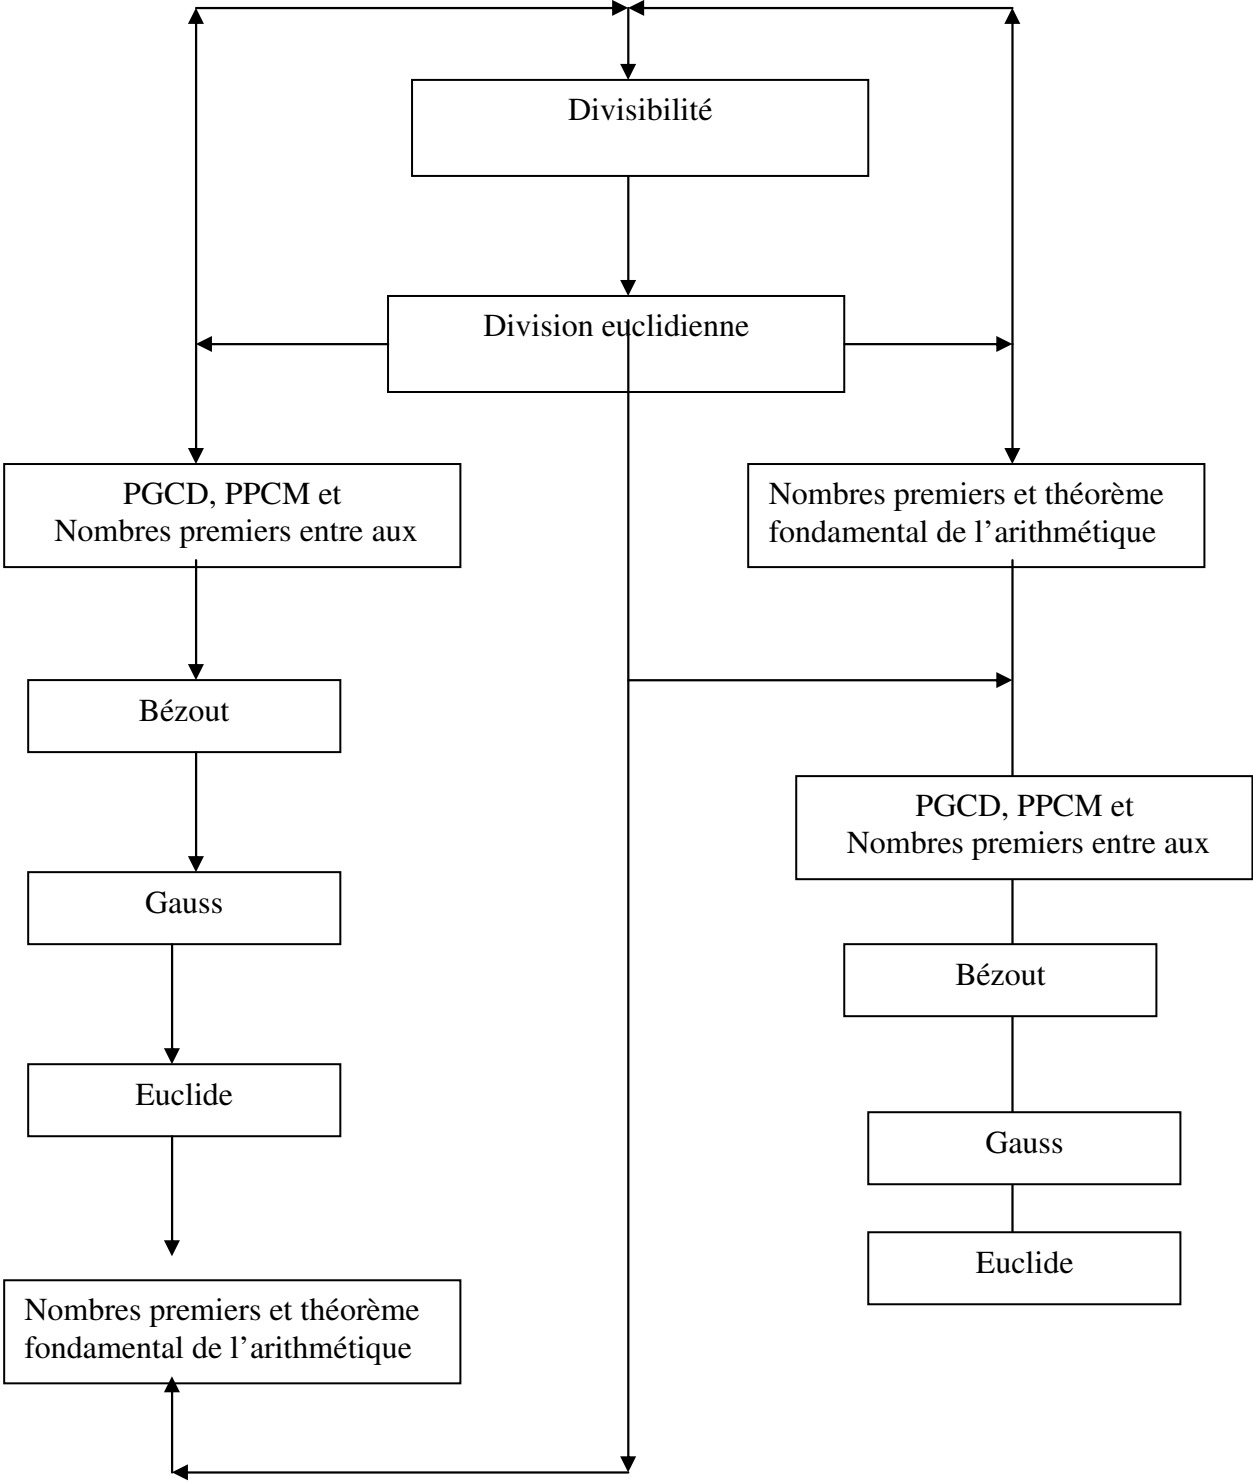 Divisibilité
Division euclidienne
PGCD, PPCM et
Nombres premiers entre aux
Nombres premiers et théorème
fondamental de l’arithmétique
Bézout
PGCD, PPCM et
Nombres premiers entre aux
Gauss
Bézout
Euclide
Gauss
Euclide
Nombres premiers et théorème
fondamental de l’arithmétique